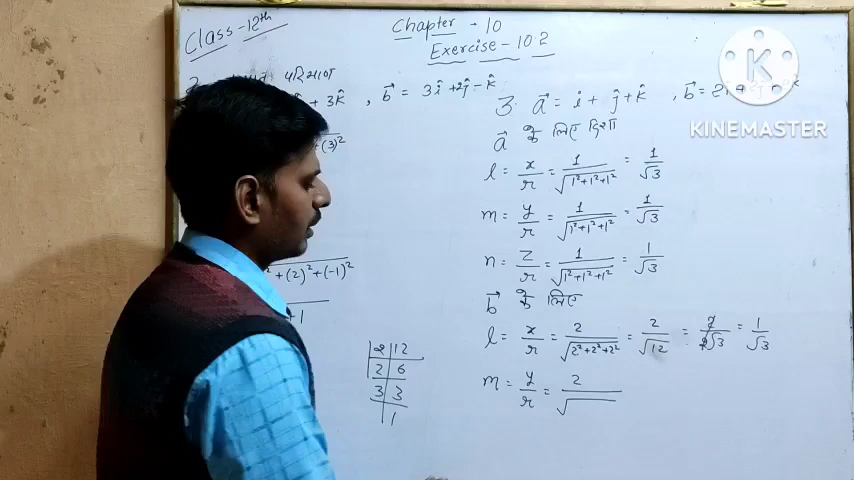 Class-12th
Chapter - 10
Exercise - 10.2
2.
परिमाण
+ 3k̂ , b⃗ = 3î+2ĵ-k̂
+(3)²
² + (2)² + (-1)²
+1
2|12
2|6
3|3
|1
3. a⃗ = i + ĵ + k̂ , b⃗ =
a⃗ के लिए दिशा
l = x/r = 1/√(1²+1²+1²) = 1/√3
m = y/r = 1/√(1²+1²+1²) = 1/√3
n = z/r = 1/√(1²+1²+1²) = 1/√3
b⃗ के लिए
l = x/r = 2/√(2²+2²+2²) = 2/√12 = 2/2√3 = 1/√3
m = y/r = 2/√
K
KINEMASTER